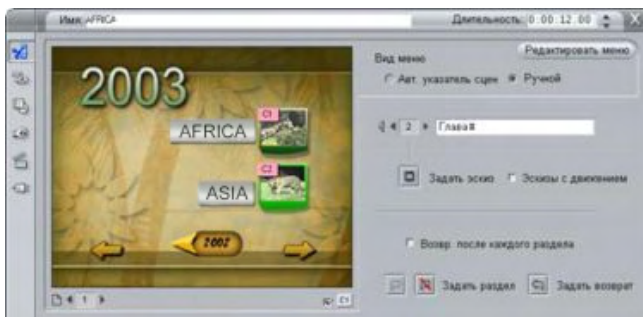 Имя: AFRICA
Длительность: 0:00:12.00
Редактировать меню
Вид меню
Авт. указатель сцен
Ручной
2003
C1
AFRICA
2
Глава#
C2
ASIA
Задать эскиз
Эскизы с движением
2002
Возвр. после каждого раздела
Задать раздел
Задать возврат
1
C1